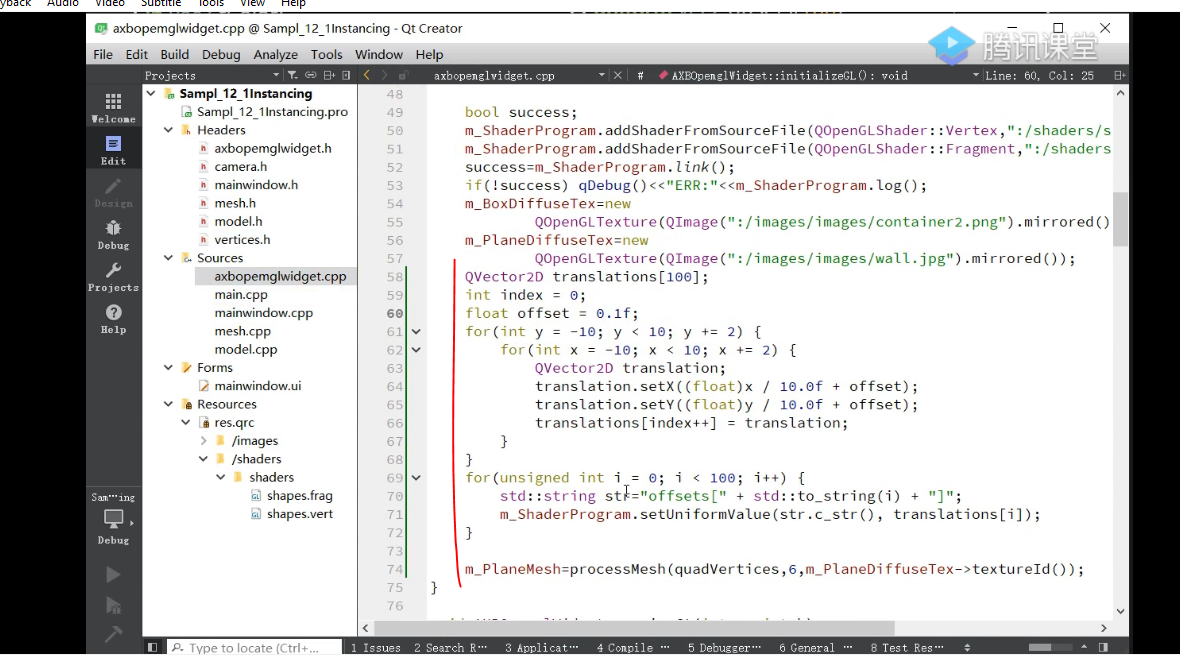 yback Audio Video Subtitle Tools View Help
axbopemglwidget.cpp @ Sampl_12_1Instancing - Qt Creator
腾讯课堂
File Edit Build Debug Analyze Tools Window Help
Projects
axbopemglvidget.cpp
# AXBOpemglWidget::initializeGL(): void
Line: 60, Col: 25
Welcome
Edit
Design
Debug
Projects
Help
Sam⋯ing
Debug
Sampl_12_1Instancing
Sampl_12_1Instancing.pro
Headers
axbopemglwidget.h
camera.h
mainwindow.h
mesh.h
model.h
vertices.h
Sources
axbopemglwidget.cpp
main.cpp
mainwindow.cpp
mesh.cpp
model.cpp
Forms
mainwindow.ui
Resources
res.qrc
/images
/shaders
shaders
shapes.frag
shapes.vert
48
49 bool success;
50 m_ShaderProgram.addShaderFromSourceFile(QOpenGLShader::Vertex,":/shaders/s
51 m_ShaderProgram.addShaderFromSourceFile(QOpenGLShader::Fragment,":/shaders
52 success=m_ShaderProgram.link();
53 if(!success) qDebug()<<"ERR:"<<m_ShaderProgram.log();
54 m_BoxDiffuseTex=new
55 QOpenGLTexture(QImage(":/images/images/container2.png").mirrored()
56 m_PlaneDiffuseTex=new
57 QOpenGLTexture(QImage(":/images/images/wall.jpg").mirrored());
58 QVector2D translations[100];
59 int index = 0;
60 float offset = 0.1f;
61 for(int y = -10; y < 10; y += 2) {
62 for(int x = -10; x < 10; x += 2) {
63 QVector2D translation;
64 translation.setX((float)x / 10.0f + offset);
65 translation.setY((float)y / 10.0f + offset);
66 translations[index++] = translation;
67 }
68 }
69 for(unsigned int i = 0; i < 100; i++) {
70 std::string str="offsets[" + std::to_string(i) + "]";
71 m_ShaderProgram.setUniformValue(str.c_str(), translations[i]);
72 }
73
74 m_PlaneMesh=processMesh(quadVertices,6,m_PlaneDiffuseTex->textureId());
75 }
76
Type to locate (Ctrl+...
1 Issues 2 Search R⋯ 3 Applicat⋯ 4 Compile ⋯ 5 Debugger⋯ 6 General ⋯ 8 Test Res⋯